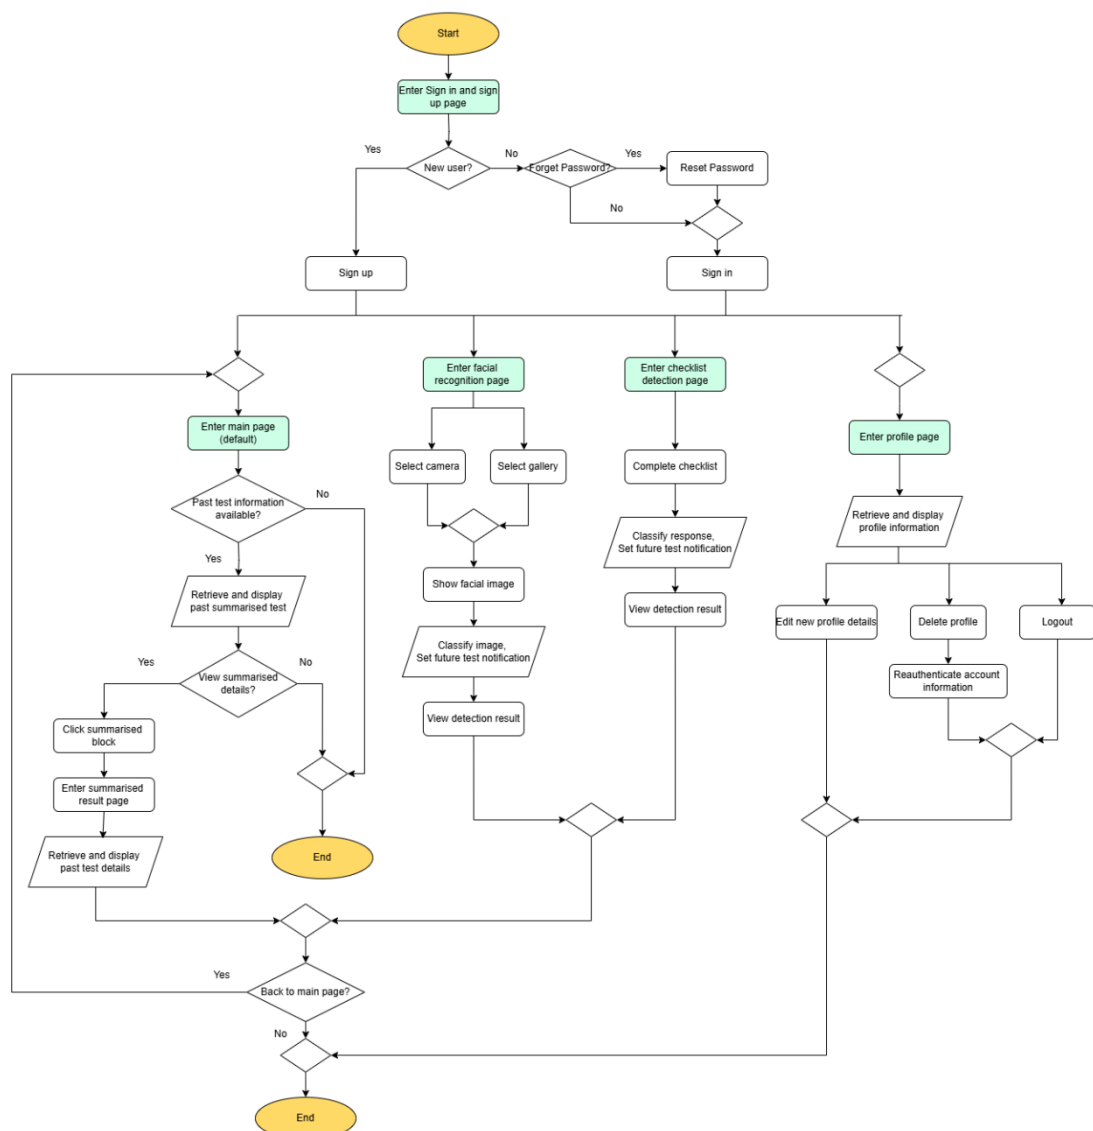 Start
Enter Sign in and sign
up page
Yes
New user?
No
Forget Password?
Yes
Reset Password
No
Sign up
Sign in
Enter facial
recognition page
Enter checklist
detection page
Enter main page
(default)
Enter profile page
Select camera
Select gallery
Complete checklist
Past test information
available?
No
Retrieve and display
profile information
Classify response,
Set future test notification
Yes
Retrieve and display
past summarised test
Show facial image
View detection result
Edit new profile details
Delete profile
Logout
Classify image,
Set future test notification
Yes
View summarised
details?
No
Reauthenticate account
information
Click summarised
block
View detection result
Enter summarised
result page
Retrieve and display
past test details
End
Yes
Back to main page?
No
End